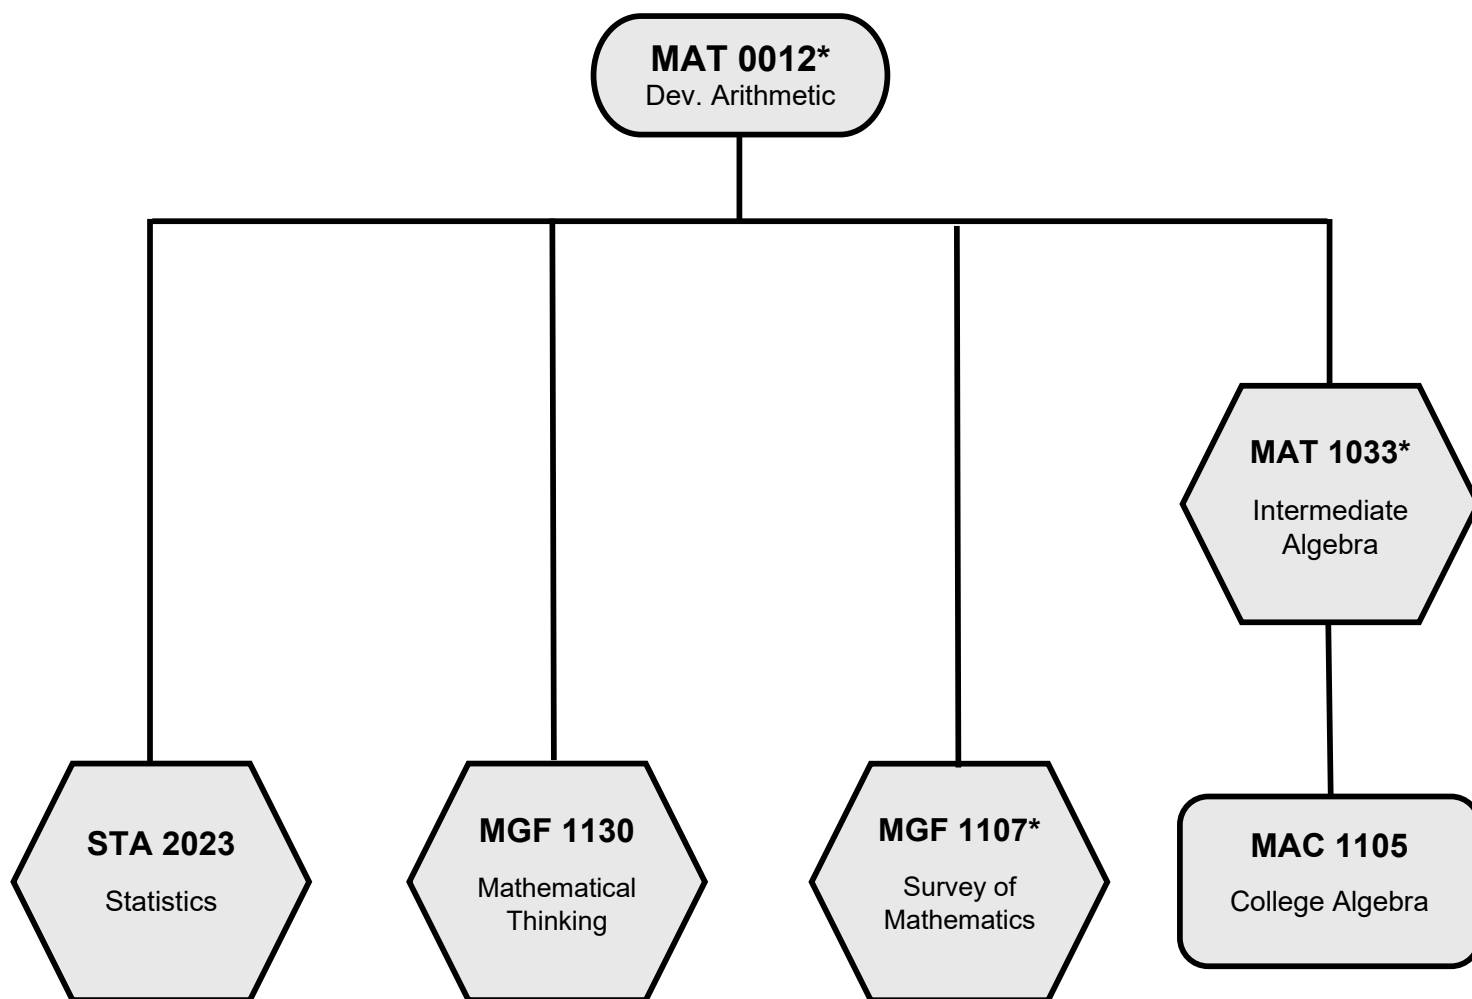 MAT 0012*
Dev. Arithmetic
MAT 1033*
Intermediate
Algebra
STA 2023
Statistics
MGF 1130
Mathematical
Thinking
MGF 1107*
Survey of
Mathematics
MAC 1105
College Algebra